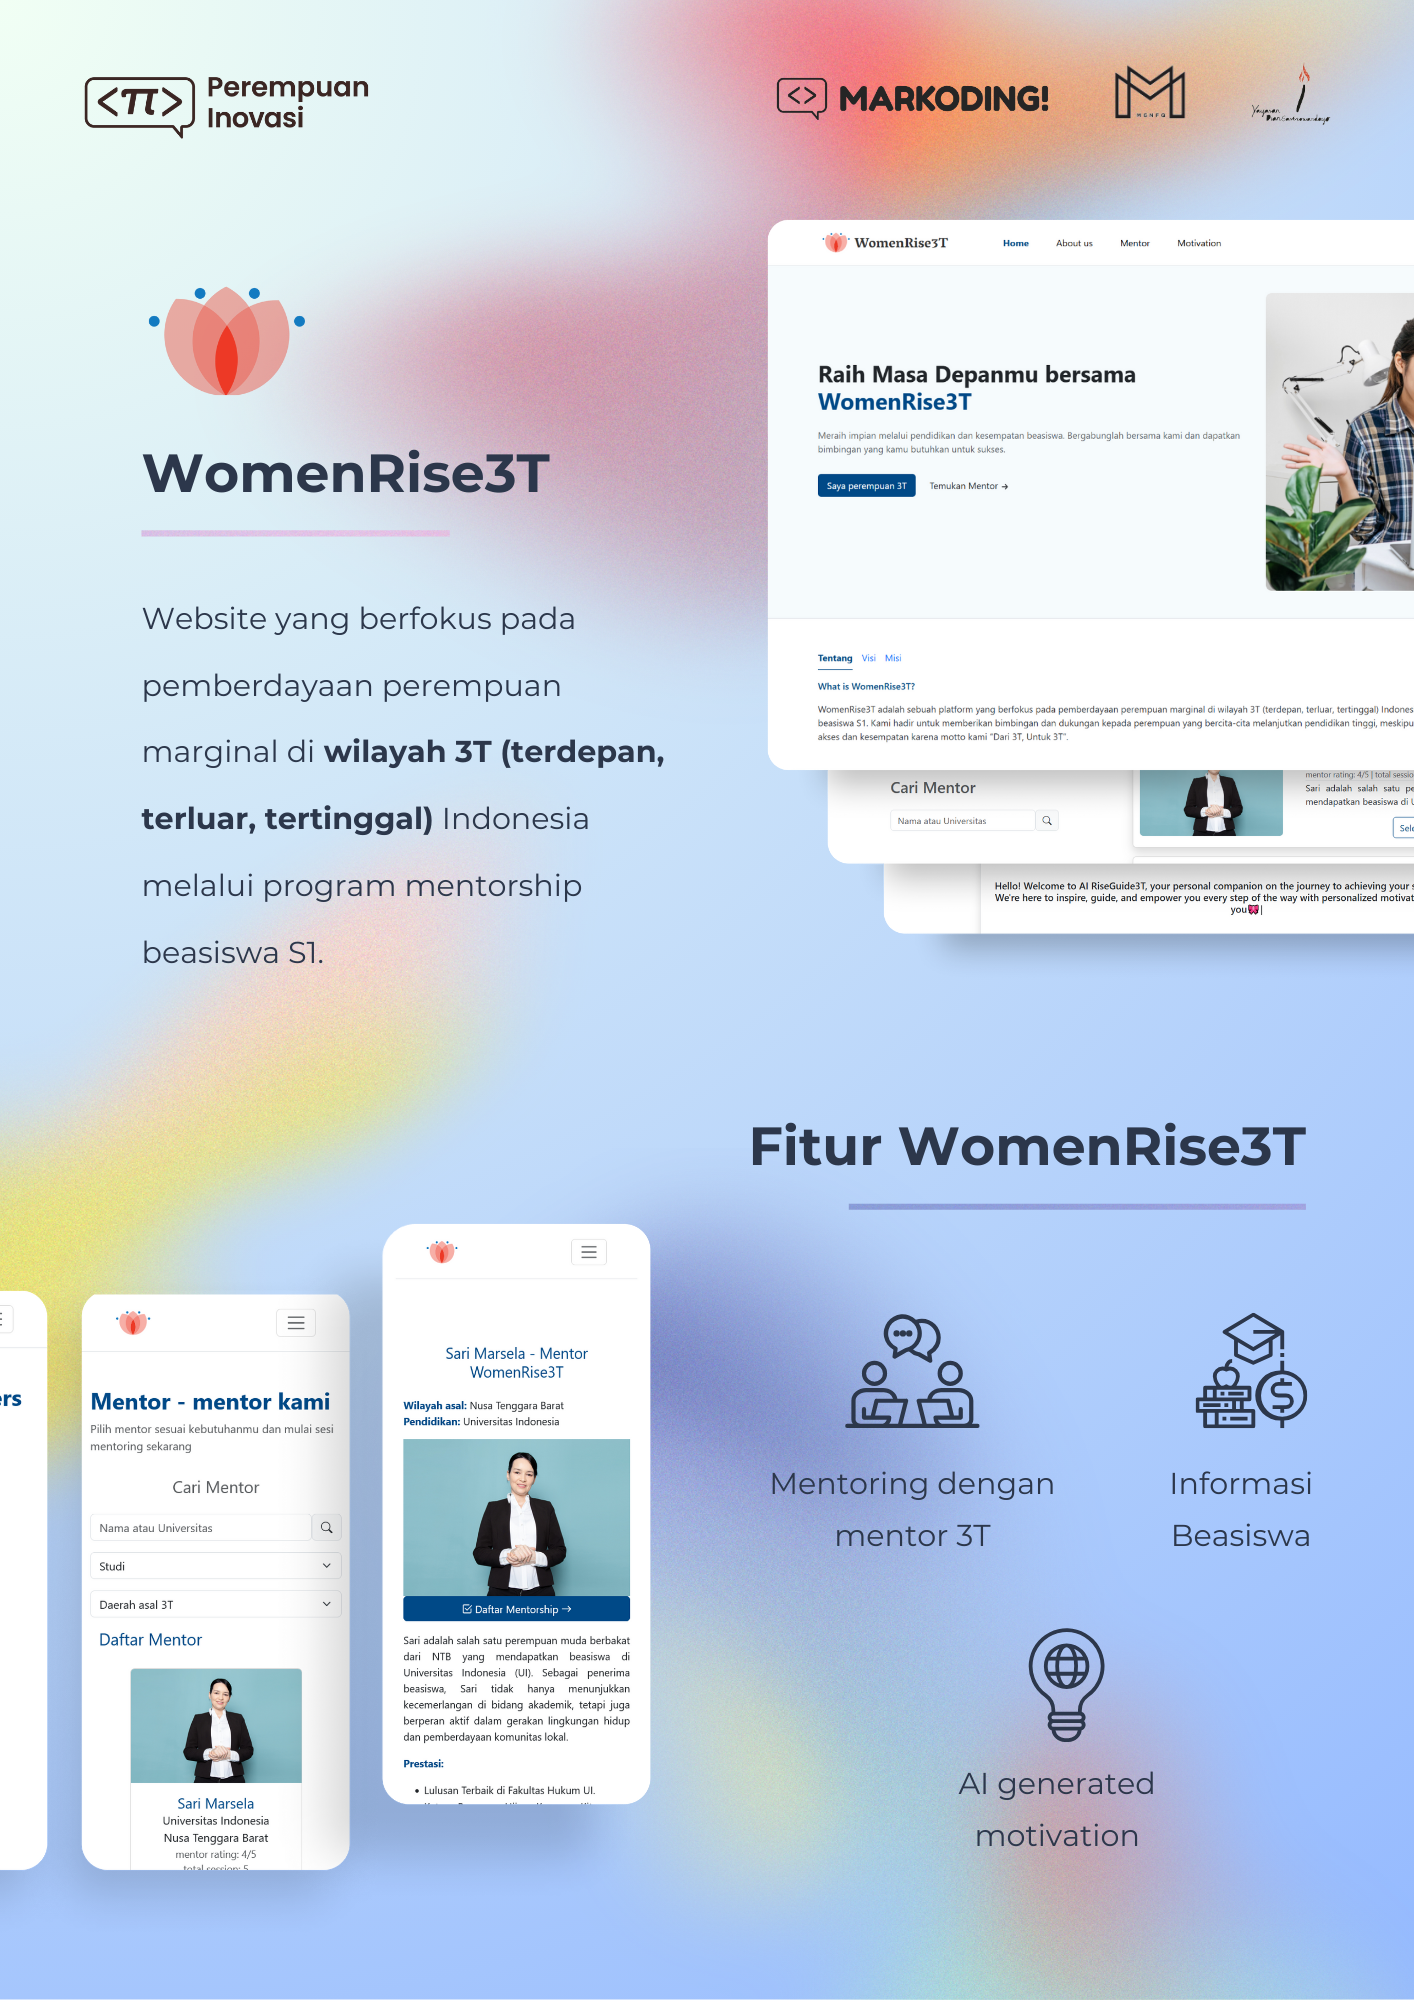 Perempuan
Inovasi
MARKODING!
MGNFQ
Yayasan
WomenRise3T
Website yang berfokus pada
pemberdayaan perempuan
marginal di wilayah 3T (terdepan,
terluar, tertinggal) Indonesia
melalui program mentorship
beasiswa S1.
WomenRise3T
Home
About us
Mentor
Motivation
Raih Masa Depanmu bersama
WomenRise3T
Meraih impian melalui pendidikan dan kesempatan beasiswa. Bergabunglah bersama kami dan dapatkan
bimbingan yang kamu butuhkan untuk sukses.
Saya perempuan 3T
Temukan Mentor →
Tentang
Visi
Misi
What is WomenRise3T?
WomenRise3T adalah sebuah platform yang berfokus pada pemberdayaan perempuan marginal di wilayah 3T (terdepan, terluar, tertinggal) Indones
beasiswa S1. Kami hadir untuk memberikan bimbingan dan dukungan kepada perempuan yang bercita-cita melanjutkan pendidikan tinggi, meskipu
akses dan kesempatan karena motto kami "Dari 3T, Untuk 3T".
Cari Mentor
Nama atau Universitas
mentor rating: 4/5 | total sessio
Sari adalah salah satu pe
mendapatkan beasiswa di U
Sele
Hello! Welcome to AI RiseGuide3T, your personal companion on the journey to achieving your s
We're here to inspire, guide, and empower you every step of the way with personalized motivat
you🎀|
Fitur WomenRise3T
Mentoring dengan
mentor 3T
Informasi
Beasiswa
AI generated
motivation
ers
Mentor - mentor kami
Pilih mentor sesuai kebutuhanmu dan mulai sesi
mentoring sekarang
Cari Mentor
Nama atau Universitas
Studi
Daerah asal 3T
Daftar Mentor
Sari Marsela
Universitas Indonesia
Nusa Tenggara Barat
mentor rating: 4/5
total session: 5
Sari Marsela - Mentor
WomenRise3T
Wilayah asal: Nusa Tenggara Barat
Pendidikan: Universitas Indonesia
Daftar Mentorship →
Sari adalah salah satu perempuan muda berbakat
dari NTB yang mendapatkan beasiswa di
Universitas Indonesia (UI). Sebagai penerima
beasiswa, Sari tidak hanya menunjukkan
kecemerlangan di bidang akademik, tetapi juga
berperan aktif dalam gerakan lingkungan hidup
dan pemberdayaan komunitas lokal.
Prestasi:
• Lulusan Terbaik di Fakultas Hukum UI.